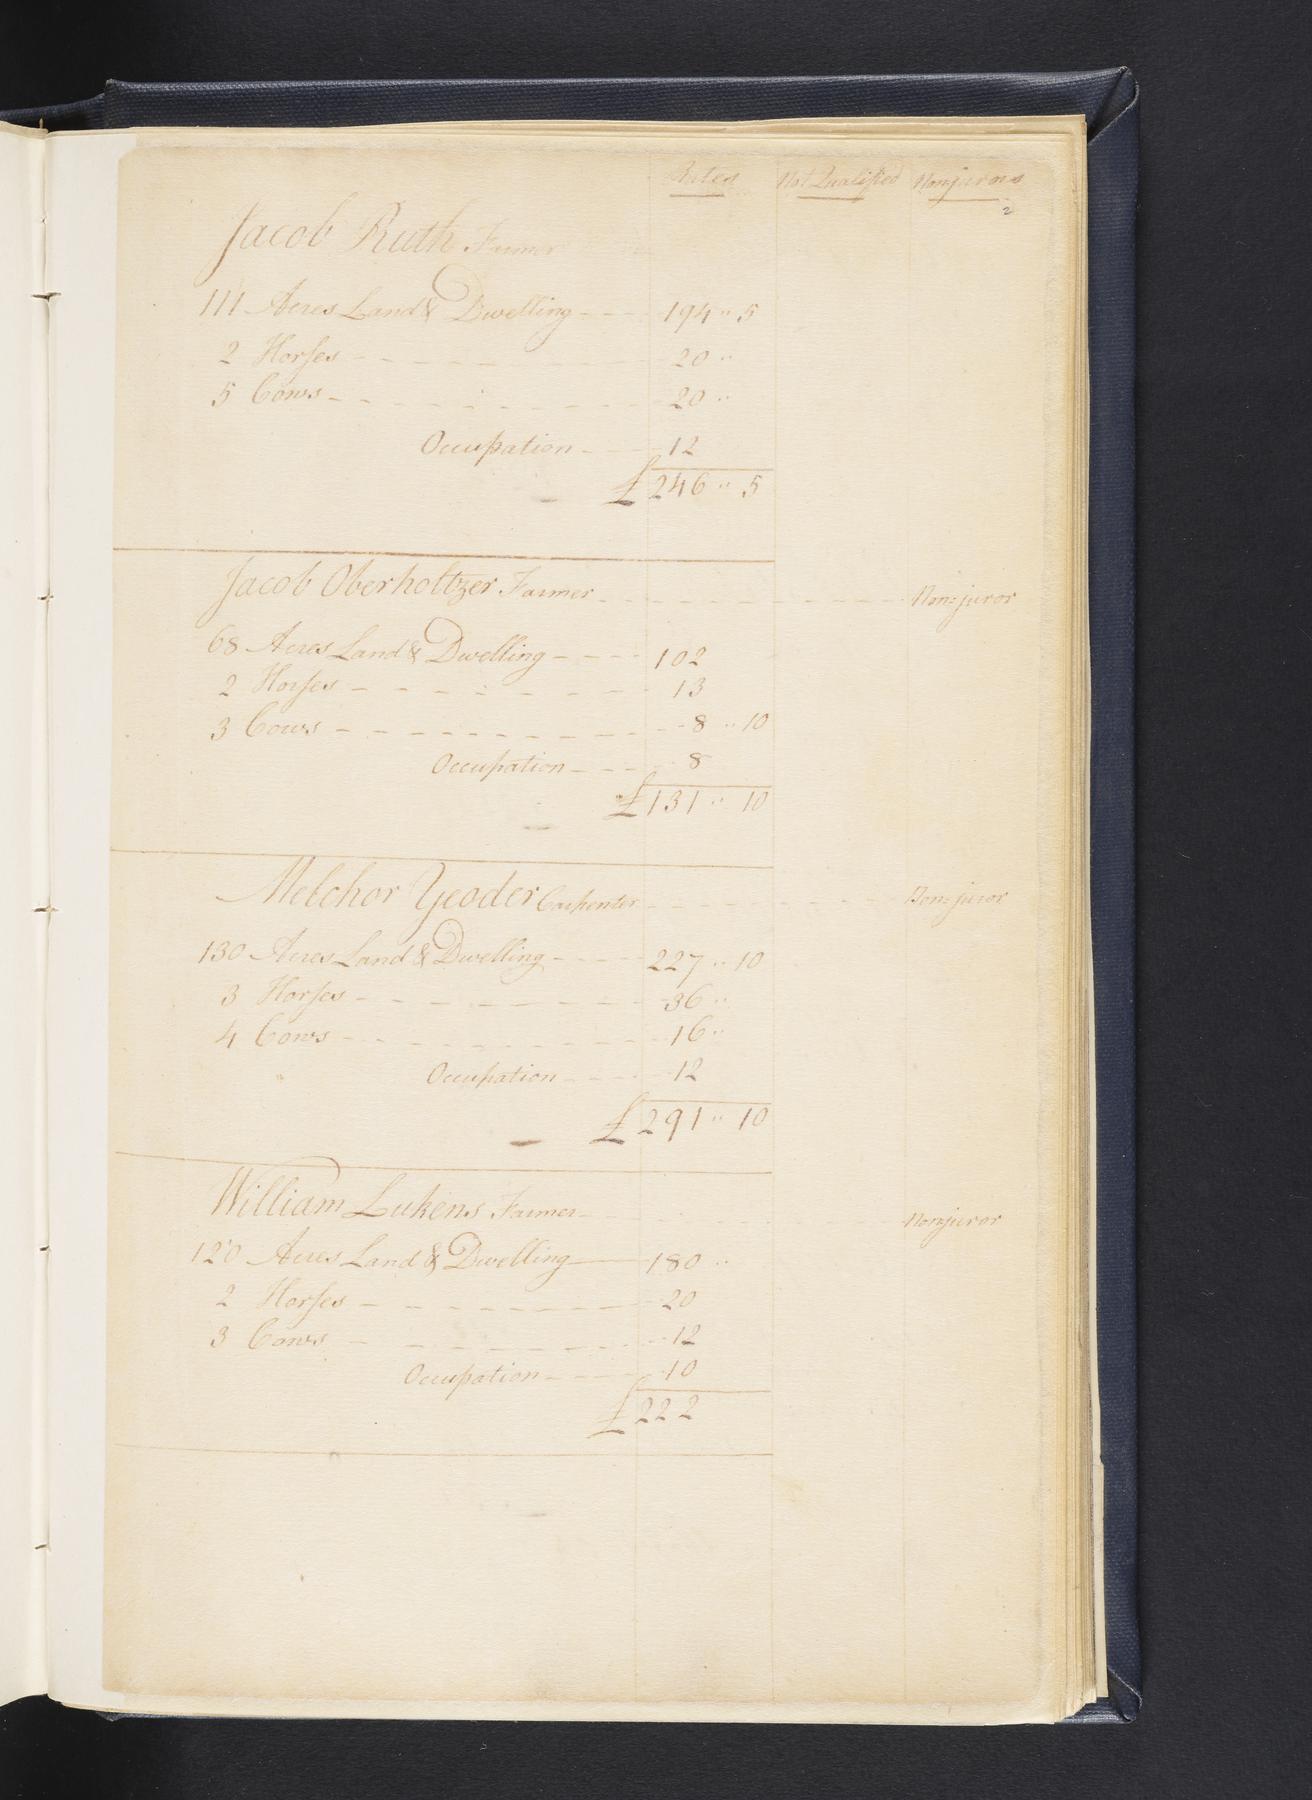 Rates Not Qualified Nonjurors
2
Jacob Ruth Farmer
111 Acres Land & Dwelling --- 194 " 5
2 Horses - - - - - - - - 20 "
5 Cows - - - - - - - - 20 "
Occupation - - - 12
£ 246 " 5
Jacob Oberholtzer Farmer - - - - - - - - Non=juror
68 Acres Land & Dwelling - - - - 102
2 Horses - - - - - - - - 13
3 Cows - - - - - - - - 8 " 10
Occupation - - - - 8
£ 131 " 10
Melchor Yeoder Carpenter - - - - - - - - Non=juror
130 Acres Land & Dwelling - - - - 227 " 10
3 Horses - - - - - - - - 36 "
4 Cows - - - - - - - - 16 "
Occupation - - - - 12
£ 291 " 10
William Lukens Farmer - - - - - - - - Nonjuror
120 Acres Land & Dwelling —— 180 "
2 Horses - - - - - - - - 20
3 Cows - - - - - - - - 12
Occupation - - - - 10
£ 222